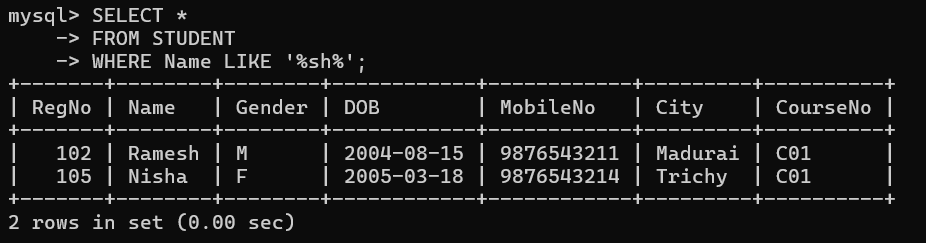 mysql> SELECT *
    -> FROM STUDENT
    -> WHERE Name LIKE '%sh%';
+-------+--------+--------+------------+------------+---------+----------+
| RegNo | Name   | Gender | DOB        | MobileNo   | City    | CourseNo |
+-------+--------+--------+------------+------------+---------+----------+
|   102 | Ramesh | M      | 2004-08-15 | 9876543211 | Madurai | C01      |
|   105 | Nisha  | F      | 2005-03-18 | 9876543214 | Trichy  | C01      |
+-------+--------+--------+------------+------------+---------+----------+
2 rows in set (0.00 sec)